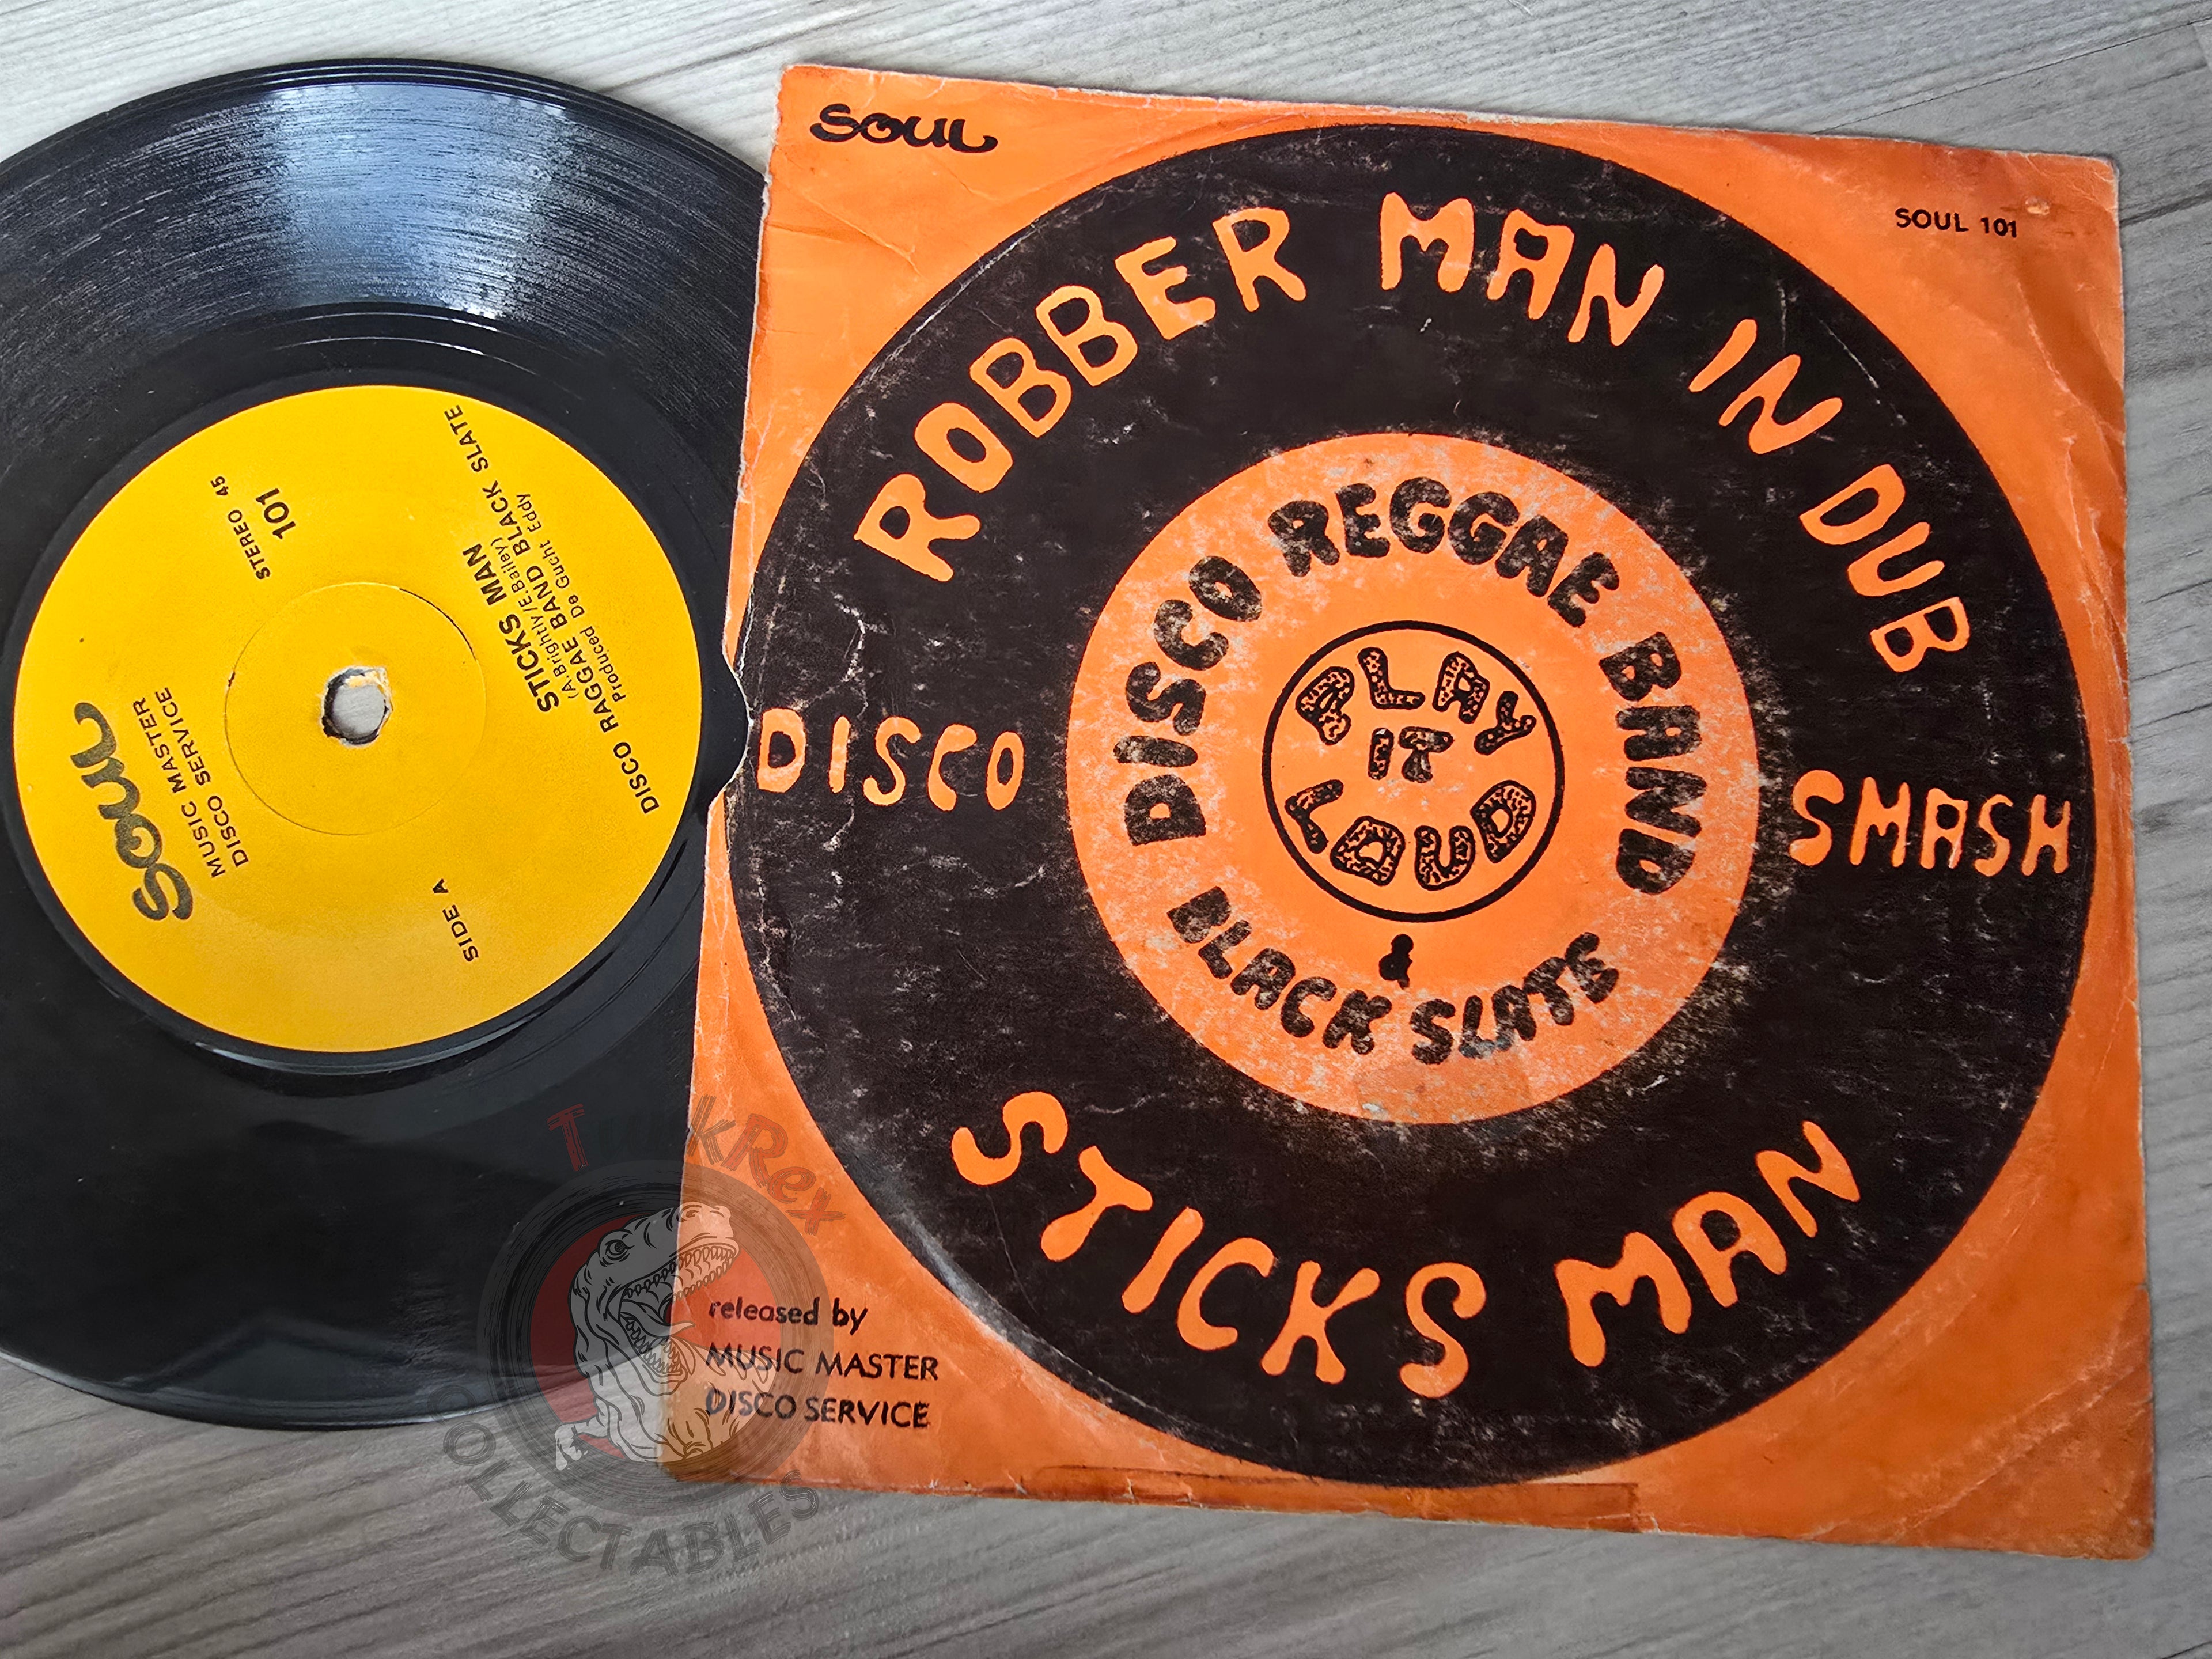 SOUL
MUSIC MASTER
DISCO SERVICE
STEREO 45
101
SIDE A
STICKS MAN
(A.Brightly/E.Bailey)
DISCO RAGGAE BAND BLACK SLATE
Produced De Gucht Eddy
SOUL
SOUL 101
ROBBER MAN IN DUB
DISCO
SMASH
DISCO REGGAE BAND
&
BLACK SLATE
PLAY
IT
LOUD
STICKS MAN
released by
MUSIC MASTER
DISCO SERVICE
TurkRex
COLLECTABLES